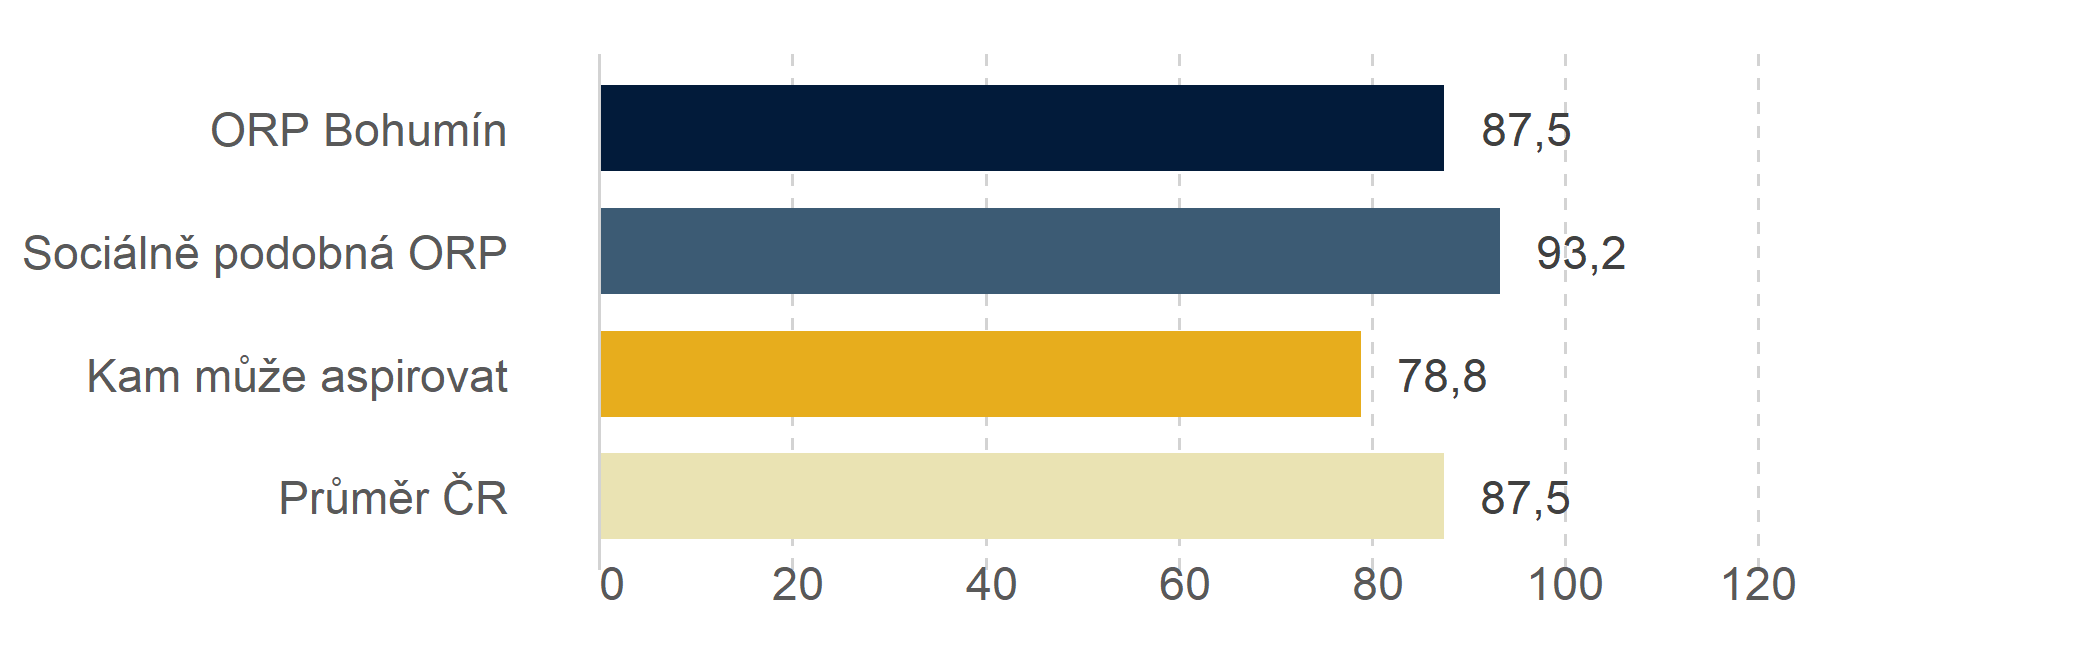 ORP Bohumín 87,5
Sociálně podobná ORP 93,2
Kam může aspirovat 78,8
Průměr ČR 87,5
0 20 40 60 80 100 120